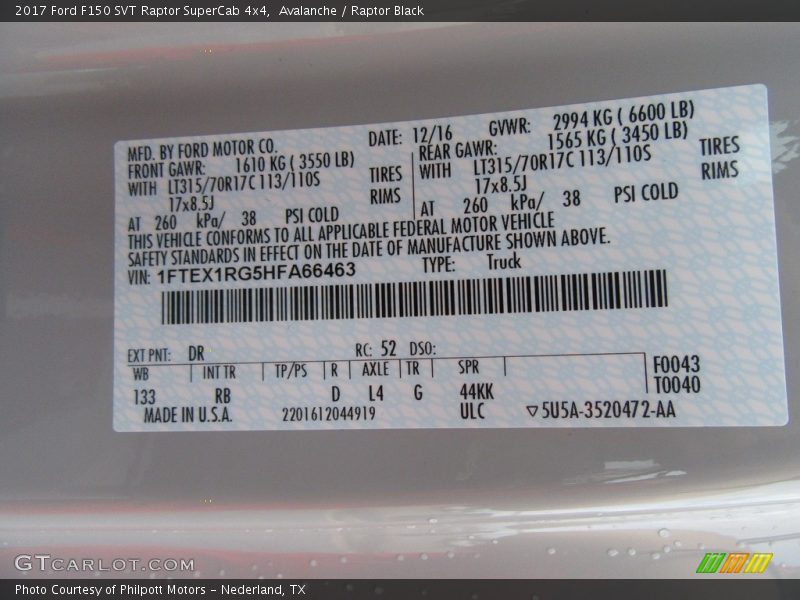 2017 Ford F150 SVT Raptor SuperCab 4x4, Avalanche / Raptor Black
MFD. BY FORD MOTOR CO. DATE: 12/16 GVWR: 2994 KG ( 6600 LB)
FRONT GAWR: 1610 KG ( 3550 LB) REAR GAWR: 1565 KG ( 3450 LB)
WITH LT315/70R17C 113/110S TIRES WITH LT315/70R17C 113/110S TIRES
17x8.5J RIMS 17x8.5J RIMS
AT 260 kPa/ 38 PSI COLD AT 260 kPa/ 38 PSI COLD
THIS VEHICLE CONFORMS TO ALL APPLICABLE FEDERAL MOTOR VEHICLE
SAFETY STANDARDS IN EFFECT ON THE DATE OF MANUFACTURE SHOWN ABOVE.
VIN: 1FTEX1RG5HFA66463 TYPE: Truck
EXT PNT: DR RC: 52 DSO:
WB INT TR TP/PS R AXLE TR SPR F0043
133 RB D L4 G 44KK T0040
MADE IN U.S.A. 2201612044919 ULC ▽5U5A-3520472-AA
GTCARLOT.COM
Photo Courtesy of Philpott Motors - Nederland, TX